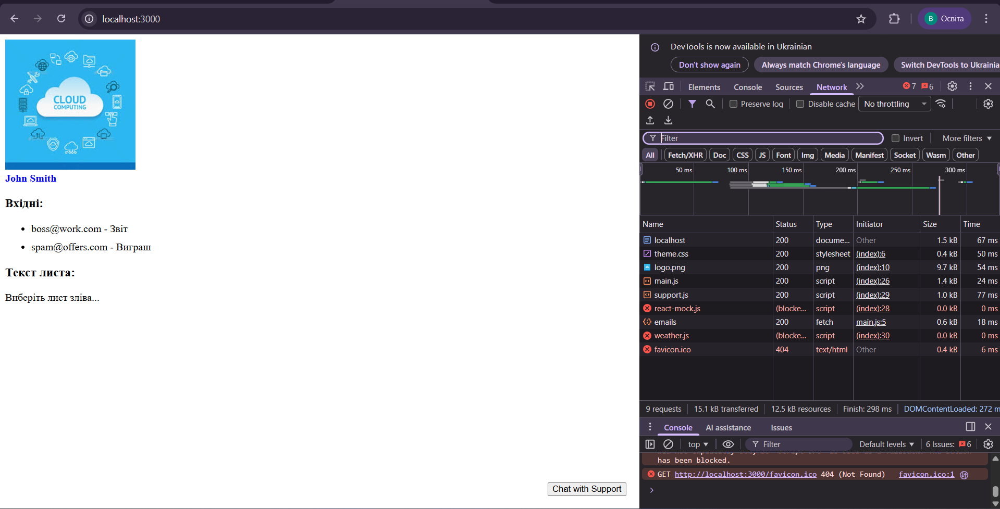 localhost:3000
B Освіта
CLOUD
COMPUTING
John Smith
Вхідні:
boss@work.com - Звіт
spam@offers.com - Виграш
Текст листа:
Виберіть лист зліва...
Chat with Support
DevTools is now available in Ukrainian
Don't show again Always match Chrome's language Switch DevTools to Ukrainia
Elements Console Sources Network 7 6
Preserve log Disable cache No throttling
Filter Invert More filters
All Fetch/XHR Doc CSS JS Font Img Media Manifest Socket Wasm Other
50 ms 100 ms 150 ms 200 ms 250 ms 300 ms
Name Status Type Initiator Size Time
localhost 200 docume... Other 1.5 kB 67 ms
theme.css 200 stylesheet (index):6 0.4 kB 50 ms
logo.png 200 png (index):10 9.7 kB 54 ms
main.js 200 script (index):26 1.4 kB 24 ms
support.js 200 script (index):29 1.0 kB 77 ms
react-mock.js (blocke... script (index):28 0.0 kB 0 ms
emails 200 fetch main.js:5 0.6 kB 18 ms
weather.js (blocke... script (index):30 0.0 kB 0 ms
favicon.ico 404 text/html Other 0.4 kB 6 ms
9 requests 15.1 kB transferred 12.5 kB resources Finish: 298 ms DOMContentLoaded: 272 m
Console AI assistance Issues
top Filter Default levels 6 Issues: 6
has been blocked.
GET http://localhost:3000/favicon.ico 404 (Not Found) favicon.ico:1